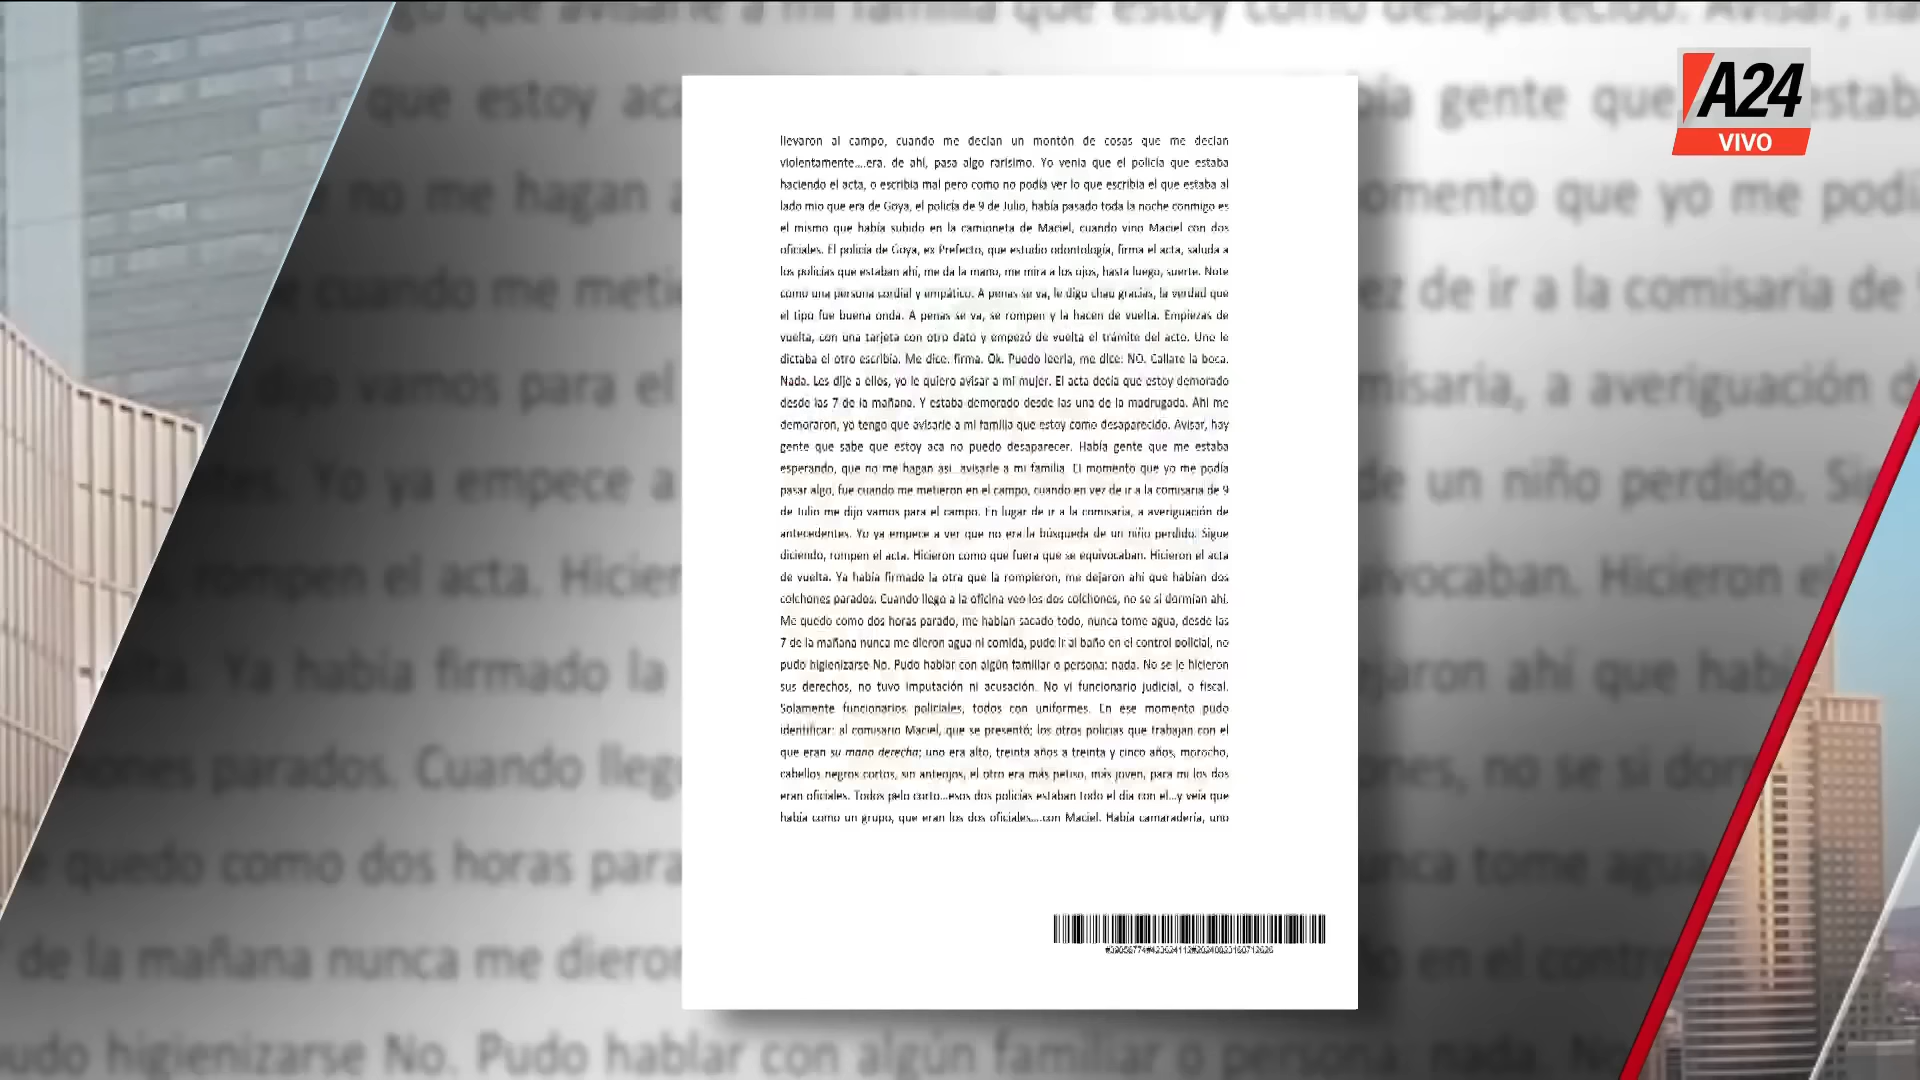 A24
VIVO
llevaron al campo, cuando me decian un montón de cosas que me decian
violentamente....era. de ahí, pasa algo rarísimo. Yo venia que el policía que estaba
haciendo el acta, o escribia mal pero como no podía ver lo que escribia el que estaba al
lado mio que era de Goya, el policía de 9 de Julio, había pasado toda la noche conmigo es
el mismo que había subido en la camioneta de Maciel, cuando vino Maciel con dos
oficiales. El policía de Goya, ex Prefecto, que estudio odontología, firma el acta, saluda a
los policías que estaban ahí, me da la mano, me mira a los ojos, hasta luego, suerte. Note
como una persona cordial y empático. A penas se va, le digo chau gracias, la verdad que
el tipo fue buena onda. A penas se va, se rompen y la hacen de vuelta. Empiezas de
vuelta, con una tarjeta con otro dato y empezó de vuelta el trámite del acto. Uno le
dictaba el otro escribía. Me dice: firma. Ok. Puedo leerla, me dice: NO. Callate la boca.
Nada. Les dije a ellos, yo le quiero avisar a mi mujer. El acta decía que estoy demorado
desde las 7 de la mañana. Y estaba demorado desde las una de la madrugada. Ahí me
demoraron, yo tengo que avisarle a mi familia que estoy como desaparecido. Avisar, hay
gente que sabe que estoy aca no puedo desaparecer. Había gente que me estaba
esperando, que no me hagan asi...avisarle a mi familia. El momento que yo me podía
pasar algo, fue cuando me metieron en el campo, cuando en vez de ir a la comisaria de 9
de Julio me dijo vamos para el campo. En lugar de ir a la comisaria, a averiguación de
antecedentes. Yo ya empece a ver que no era la búsqueda de un niño perdido. Sigue
diciendo, rompen el acta. Hicieron como que fuera que se equivocaban. Hicieron el acta
de vuelta. Ya había firmado la otra que la rompieron, me dejaron ahí que habían dos
colchones parados. Cuando llego a la oficina veo los dos colchones, no se si dormían ahí.
Me quedo como dos horas parado, me habían sacado todo, nunca tome agua, desde las
7 de la mañana nunca me dieron agua ni comida, pude ir al baño en el control policial, no
pudo higienizarse No. Pudo hablar con algún familiar o persona: nada. No se le hicieron
sus derechos, no tuvo imputación ni acusación. No vi funcionario judicial, o fiscal.
Solamente funcionarios policiales, todos con uniformes. En ese momento pudo
identificar: al comisario Maciel, que se presentó; los otros policías que trabajan con el
que eran su mano derecha; uno era alto, treinta años a treinta y cinco años, morocho,
cabellos negros cortos, sin anteojos, el otro era más petiso, más joven, para mi los dos
eran oficiales. Todos pelo corto...esos dos policías estaban todo el dia con el...y veía que
había como un grupo, que eran los dos oficiales....con Maciel. Había camaradería, uno